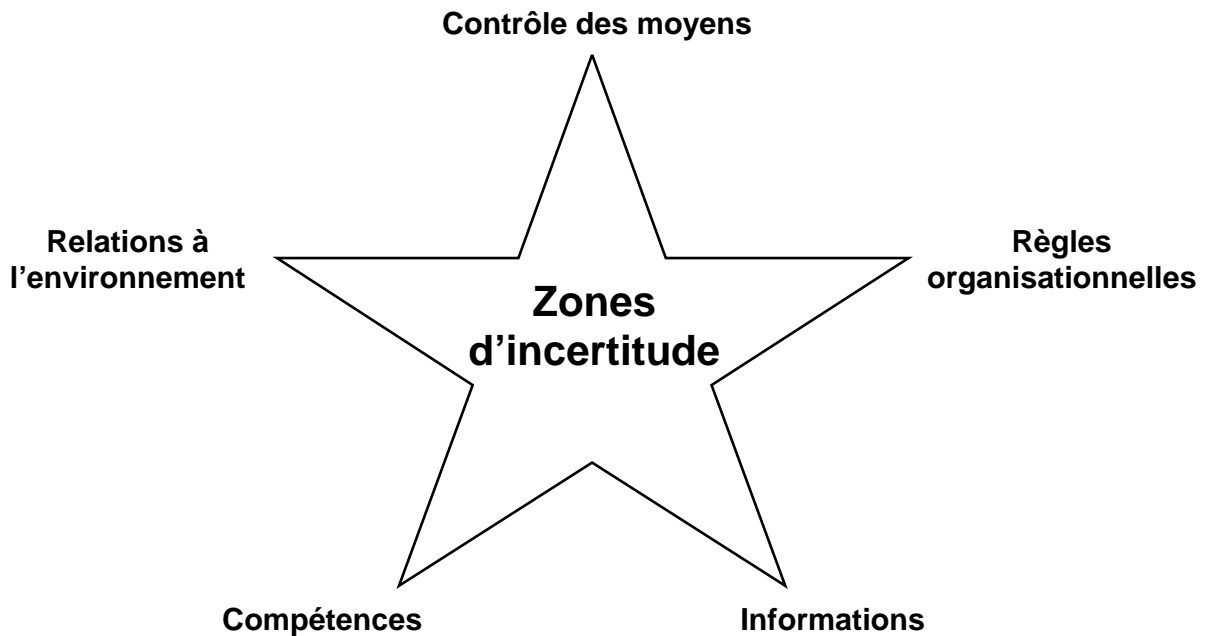 Contrôle des moyens
Relations à
l’environnement
Règles
organisationnelles
Zones
d’incertitude
Compétences
Informations